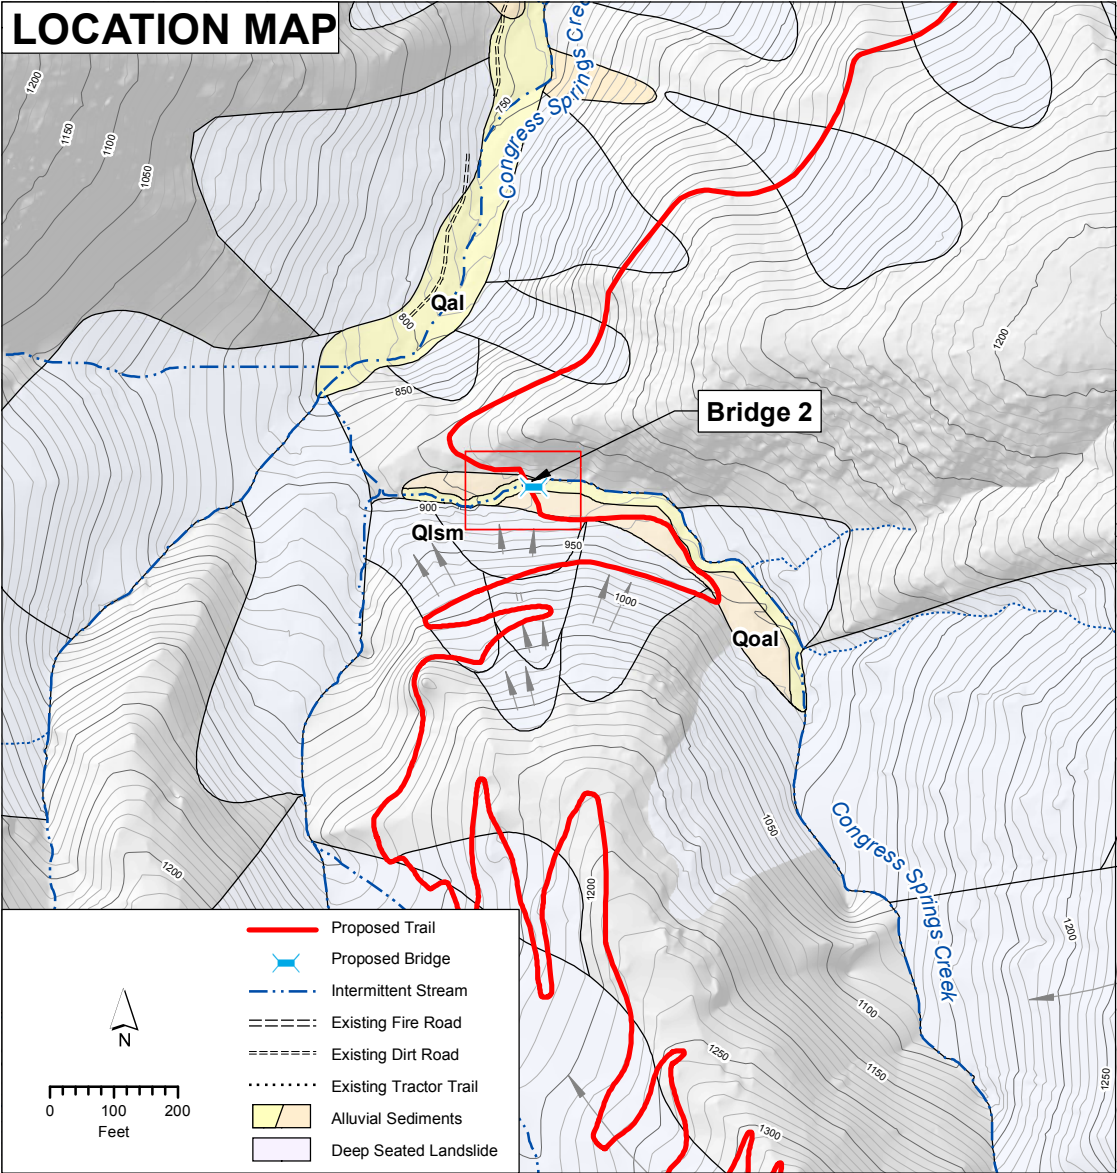 LOCATION MAP
Congress Springs Cree
1200
1150
1100
1050
750
Qal
800
850
1200
Bridge 2
900
Qlsm
950
1000
Qoal
1050
Congress Springs Creek
1200
1200
1200
1100
1150
1250
1250
1300
Proposed Trail
Proposed Bridge
Intermittent Stream
Existing Fire Road
Existing Dirt Road
Existing Tractor Trail
Alluvial Sediments
Deep Seated Landslide
N
0 100 200
Feet